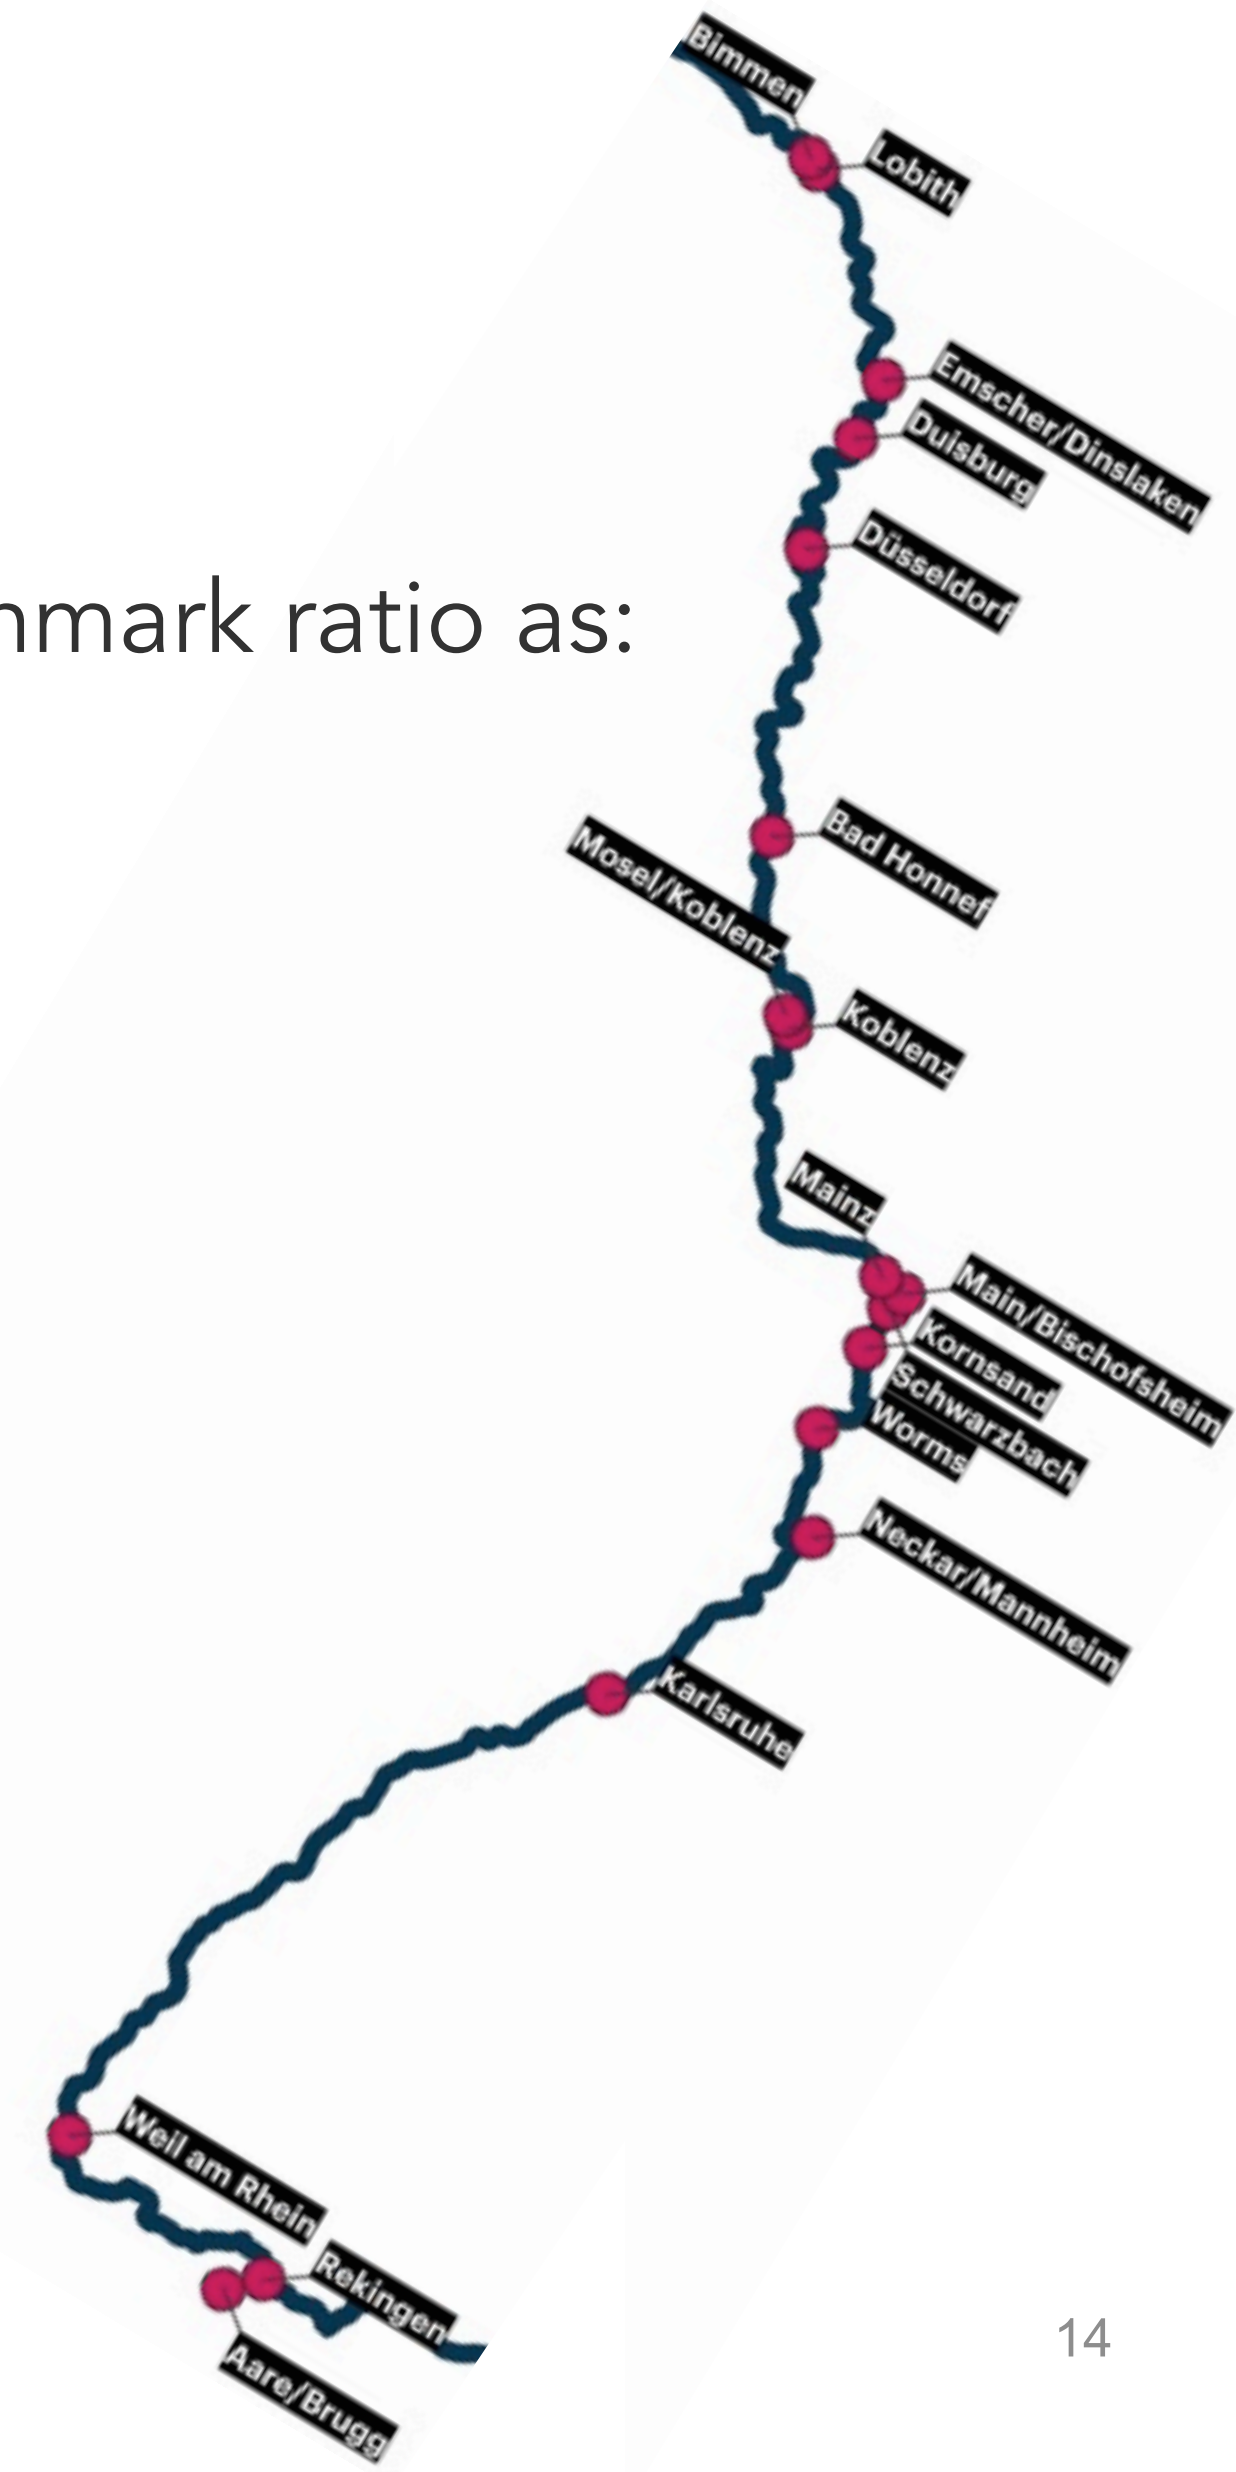 Bimmen
Lobith
Emscher/Dinslaken
Duisburg
Düsseldorf
nmark ratio as:
Bad Honnef
Mosel/Koblenz
Koblenz
Mainz
Main/Bischofsheim
Kornsand
Schwarzbach
Worms
Neckar/Mannheim
Karlsruhe
Weil am Rhein
Rekingen
Aare/Brugg
14